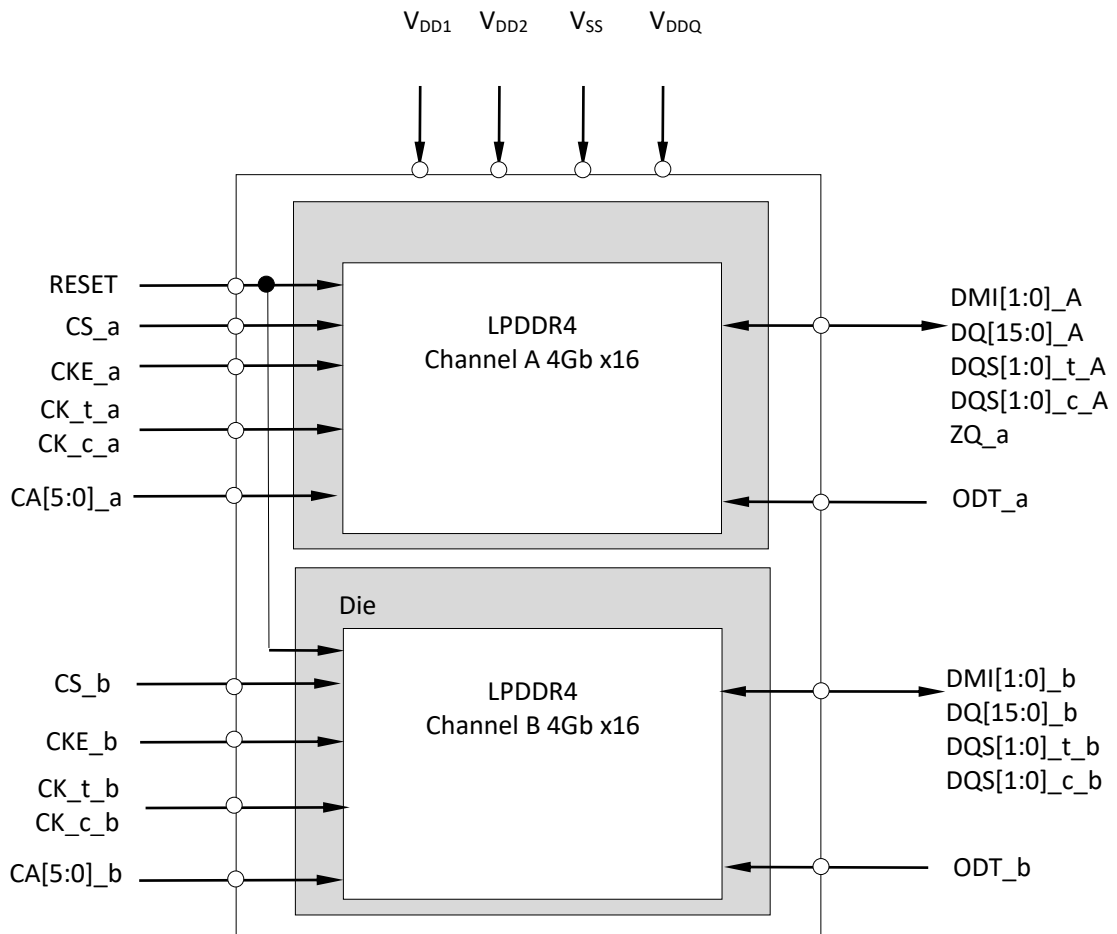 VDD1 VDD2 VSS VDDQ
RESET
CS_a
CKE_a
CK_t_a
CK_c_a
CA[5:0]_a
LPDDR4
Channel A 4Gb x16
DMI[1:0]_A
DQ[15:0]_A
DQS[1:0]_t_A
DQS[1:0]_c_A
ZQ_a
ODT_a
Die
CS_b
CKE_b
CK_t_b
CK_c_b
CA[5:0]_b
LPDDR4
Channel B 4Gb x16
DMI[1:0]_b
DQ[15:0]_b
DQS[1:0]_t_b
DQS[1:0]_c_b
ODT_b